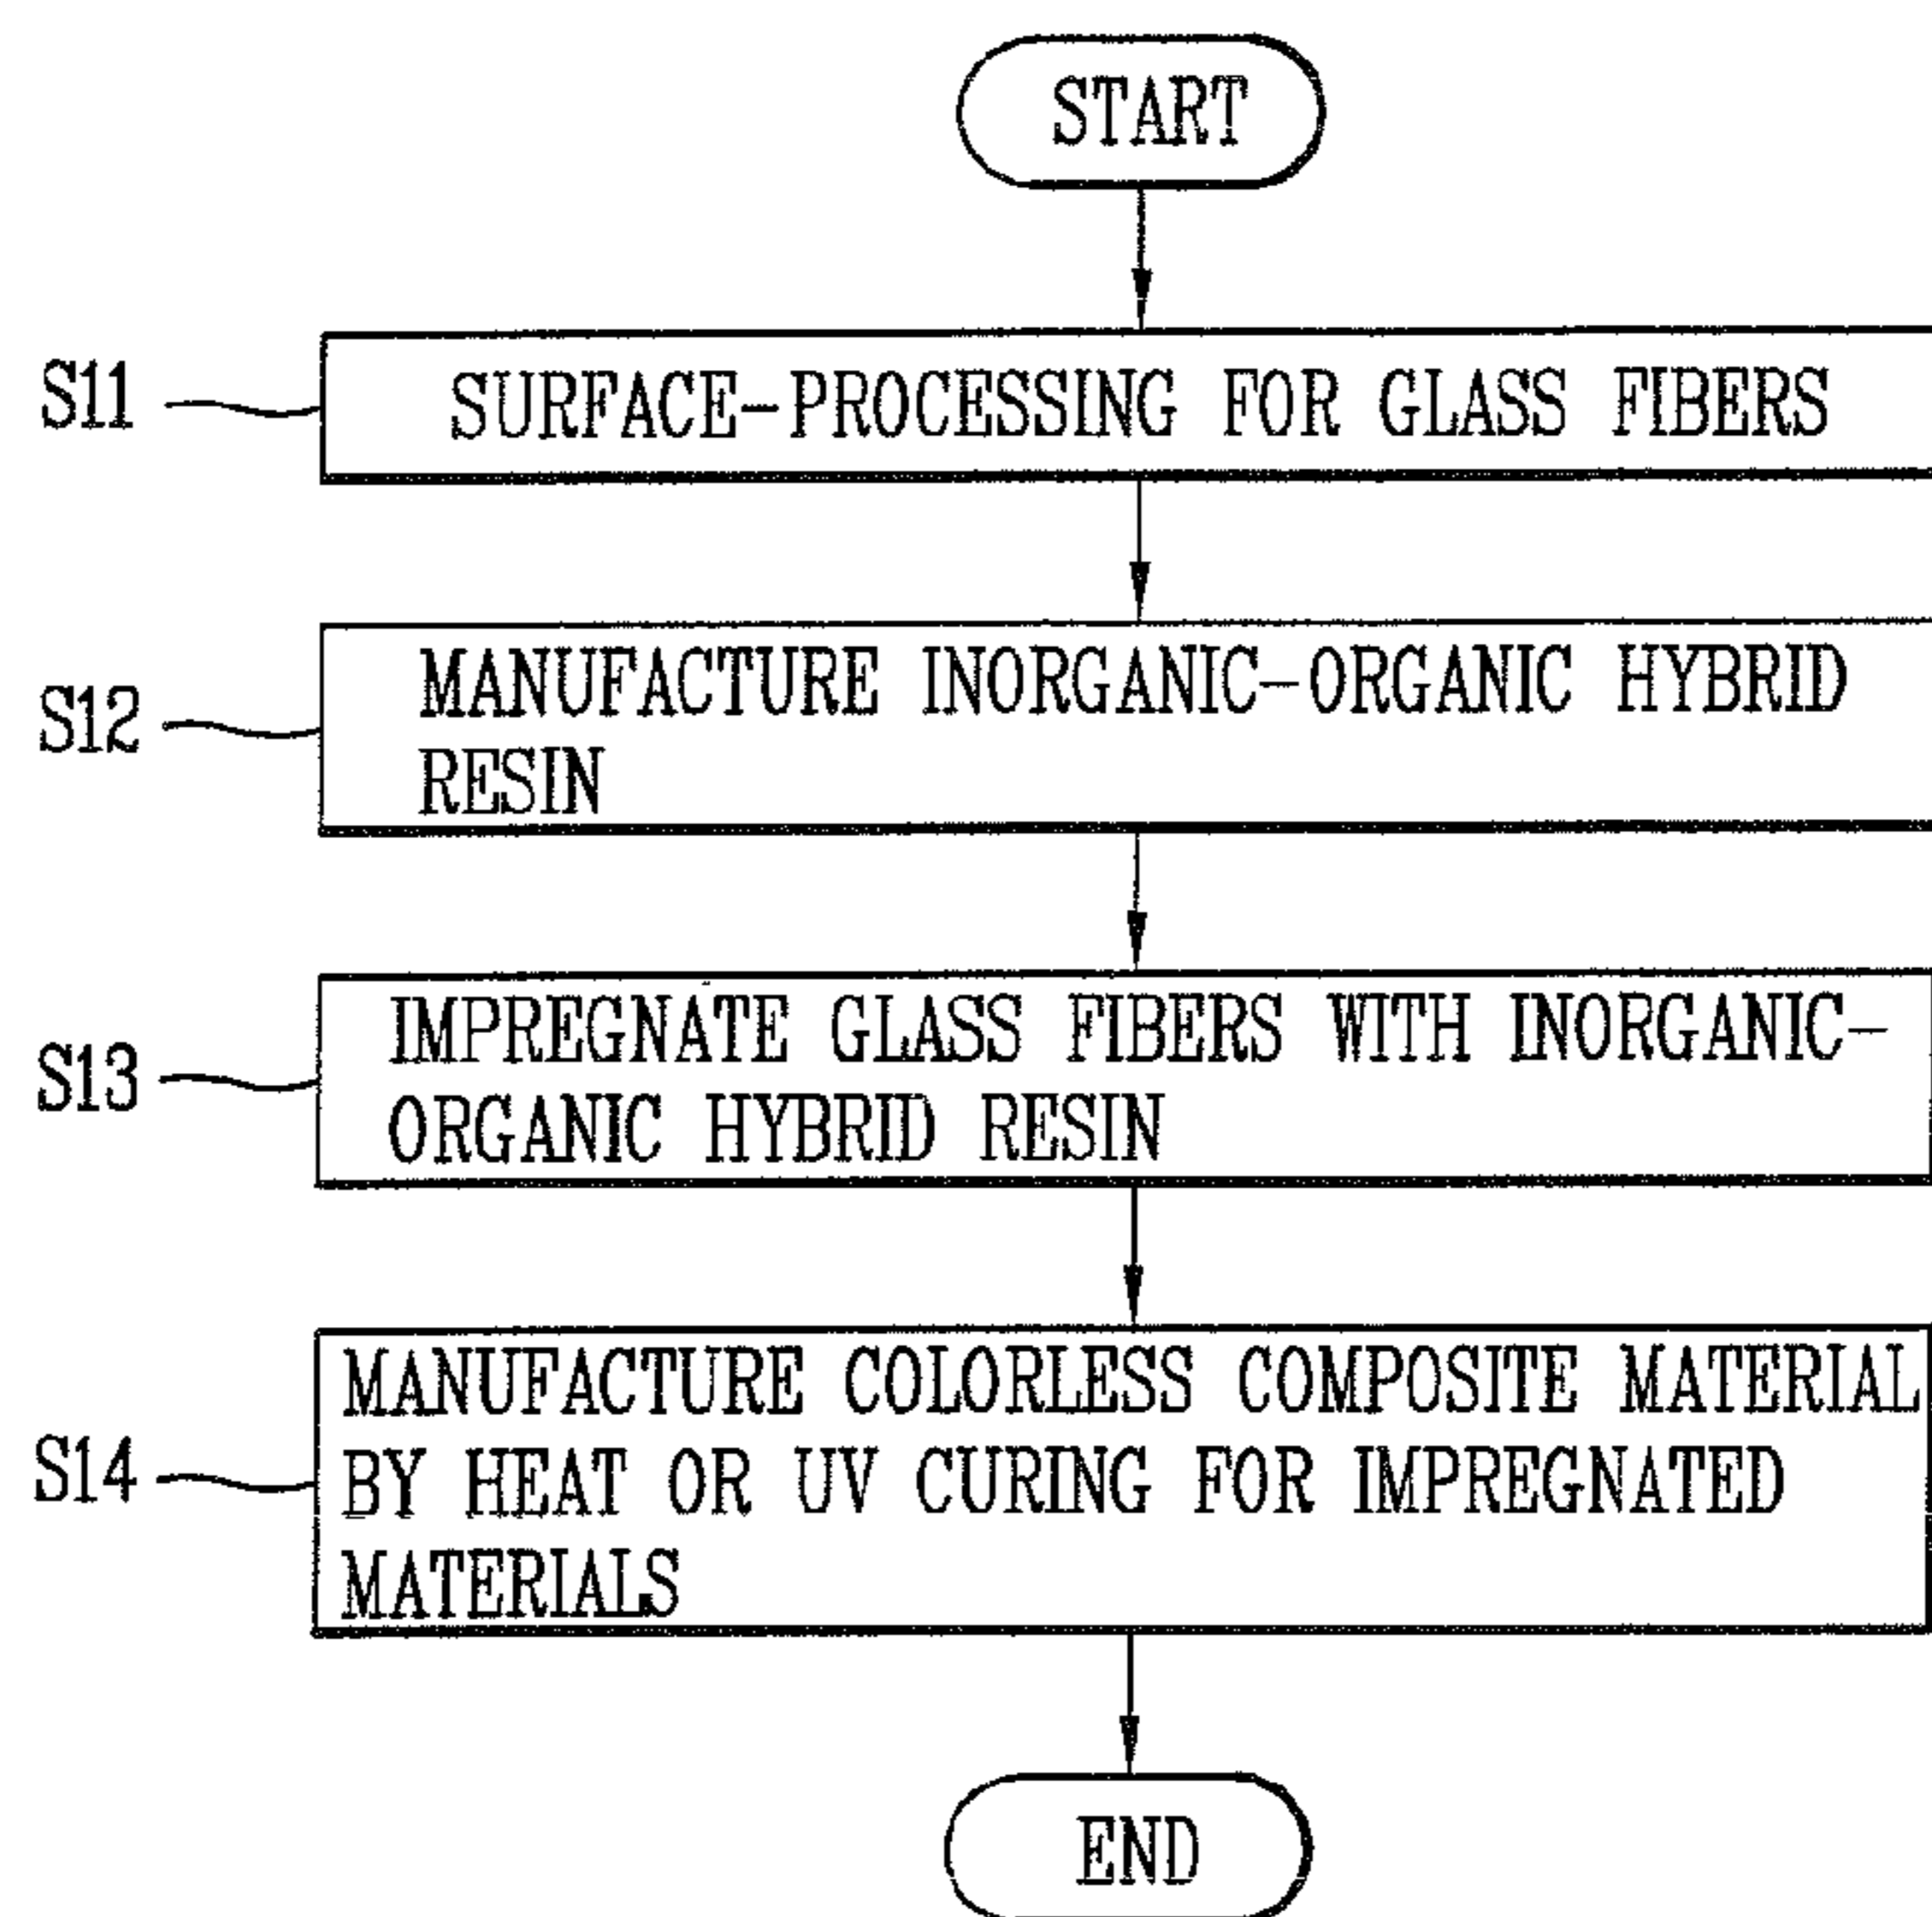 START
S11
SURFACE-PROCESSING FOR GLASS FIBERS
S12
MANUFACTURE INORGANIC-ORGANIC HYBRID
RESIN
S13
IMPREGNATE GLASS FIBERS WITH INORGANIC-
ORGANIC HYBRID RESIN
S14
MANUFACTURE COLORLESS COMPOSITE MATERIAL
BY HEAT OR UV CURING FOR IMPREGNATED
MATERIALS
END